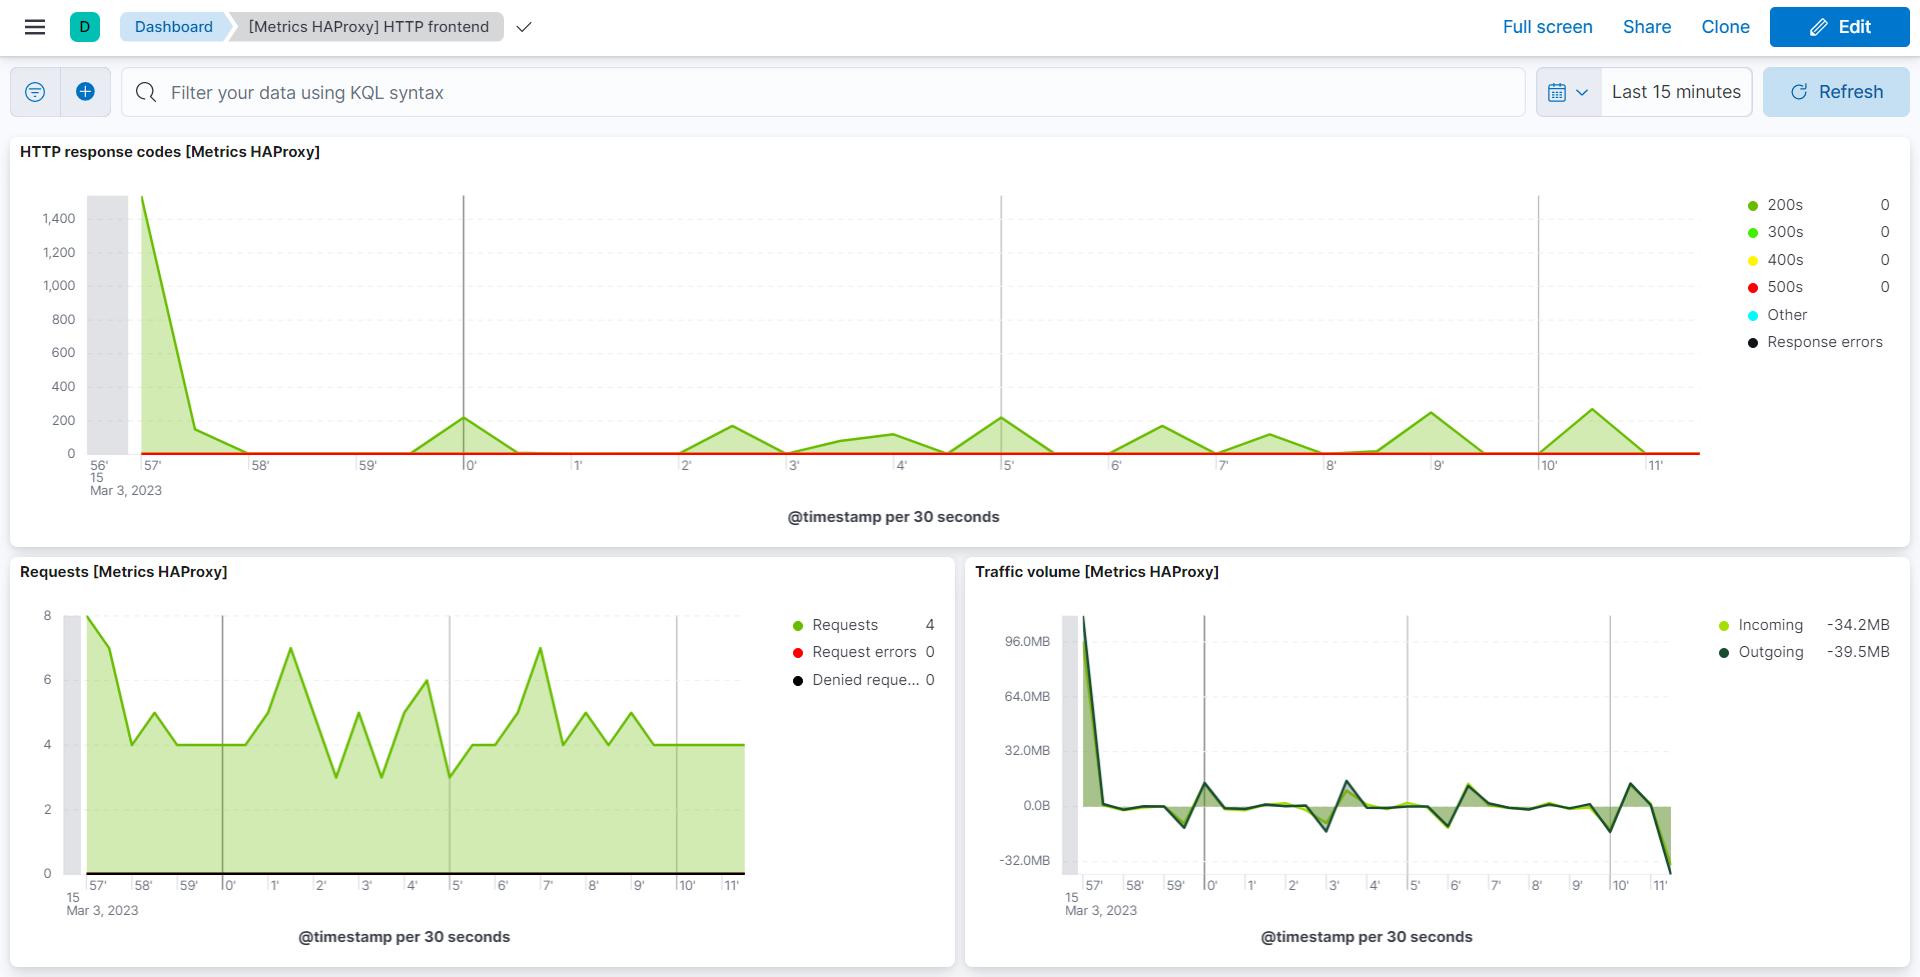 D
Dashboard
[Metrics HAProxy] HTTP frontend
Full screen
Share
Clone
Edit
Filter your data using KQL syntax
Last 15 minutes
Refresh
HTTP response codes [Metrics HAProxy]
1,400
1,200
1,000
800
600
400
200
0
56' 57' 58' 59' 0' 1' 2' 3' 4' 5' 6' 7' 8' 9' 10' 11'
15
Mar 3, 2023
@timestamp per 30 seconds
200s 0
300s 0
400s 0
500s 0
Other
Response errors
Requests [Metrics HAProxy]
8
6
4
2
0
57' 58' 59' 0' 1' 2' 3' 4' 5' 6' 7' 8' 9' 10' 11'
15
Mar 3, 2023
@timestamp per 30 seconds
Requests 4
Request errors 0
Denied reque... 0
Traffic volume [Metrics HAProxy]
96.0MB
64.0MB
32.0MB
0.0B
-32.0MB
57' 58' 59' 0' 1' 2' 3' 4' 5' 6' 7' 8' 9' 10' 11'
15
Mar 3, 2023
@timestamp per 30 seconds
Incoming -34.2MB
Outgoing -39.5MB